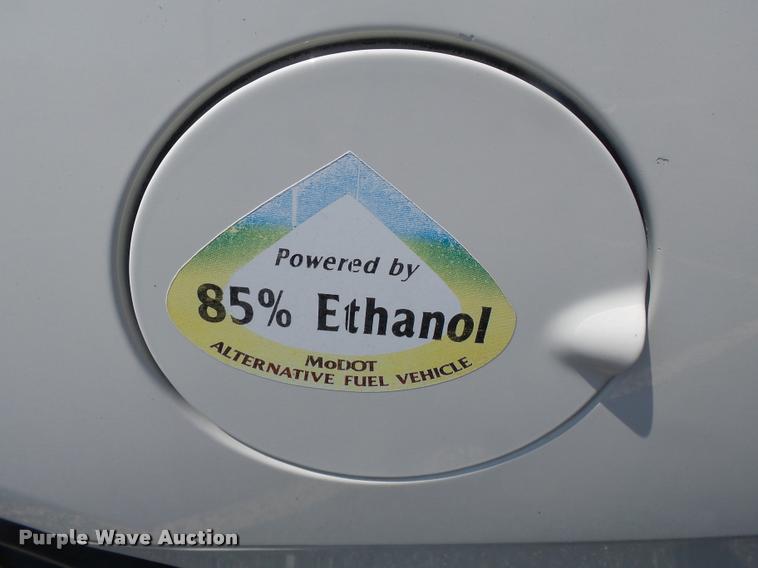 Powered by
85% Ethanol
MoDOT
ALTERNATIVE FUEL VEHICLE
Purple Wave Auction